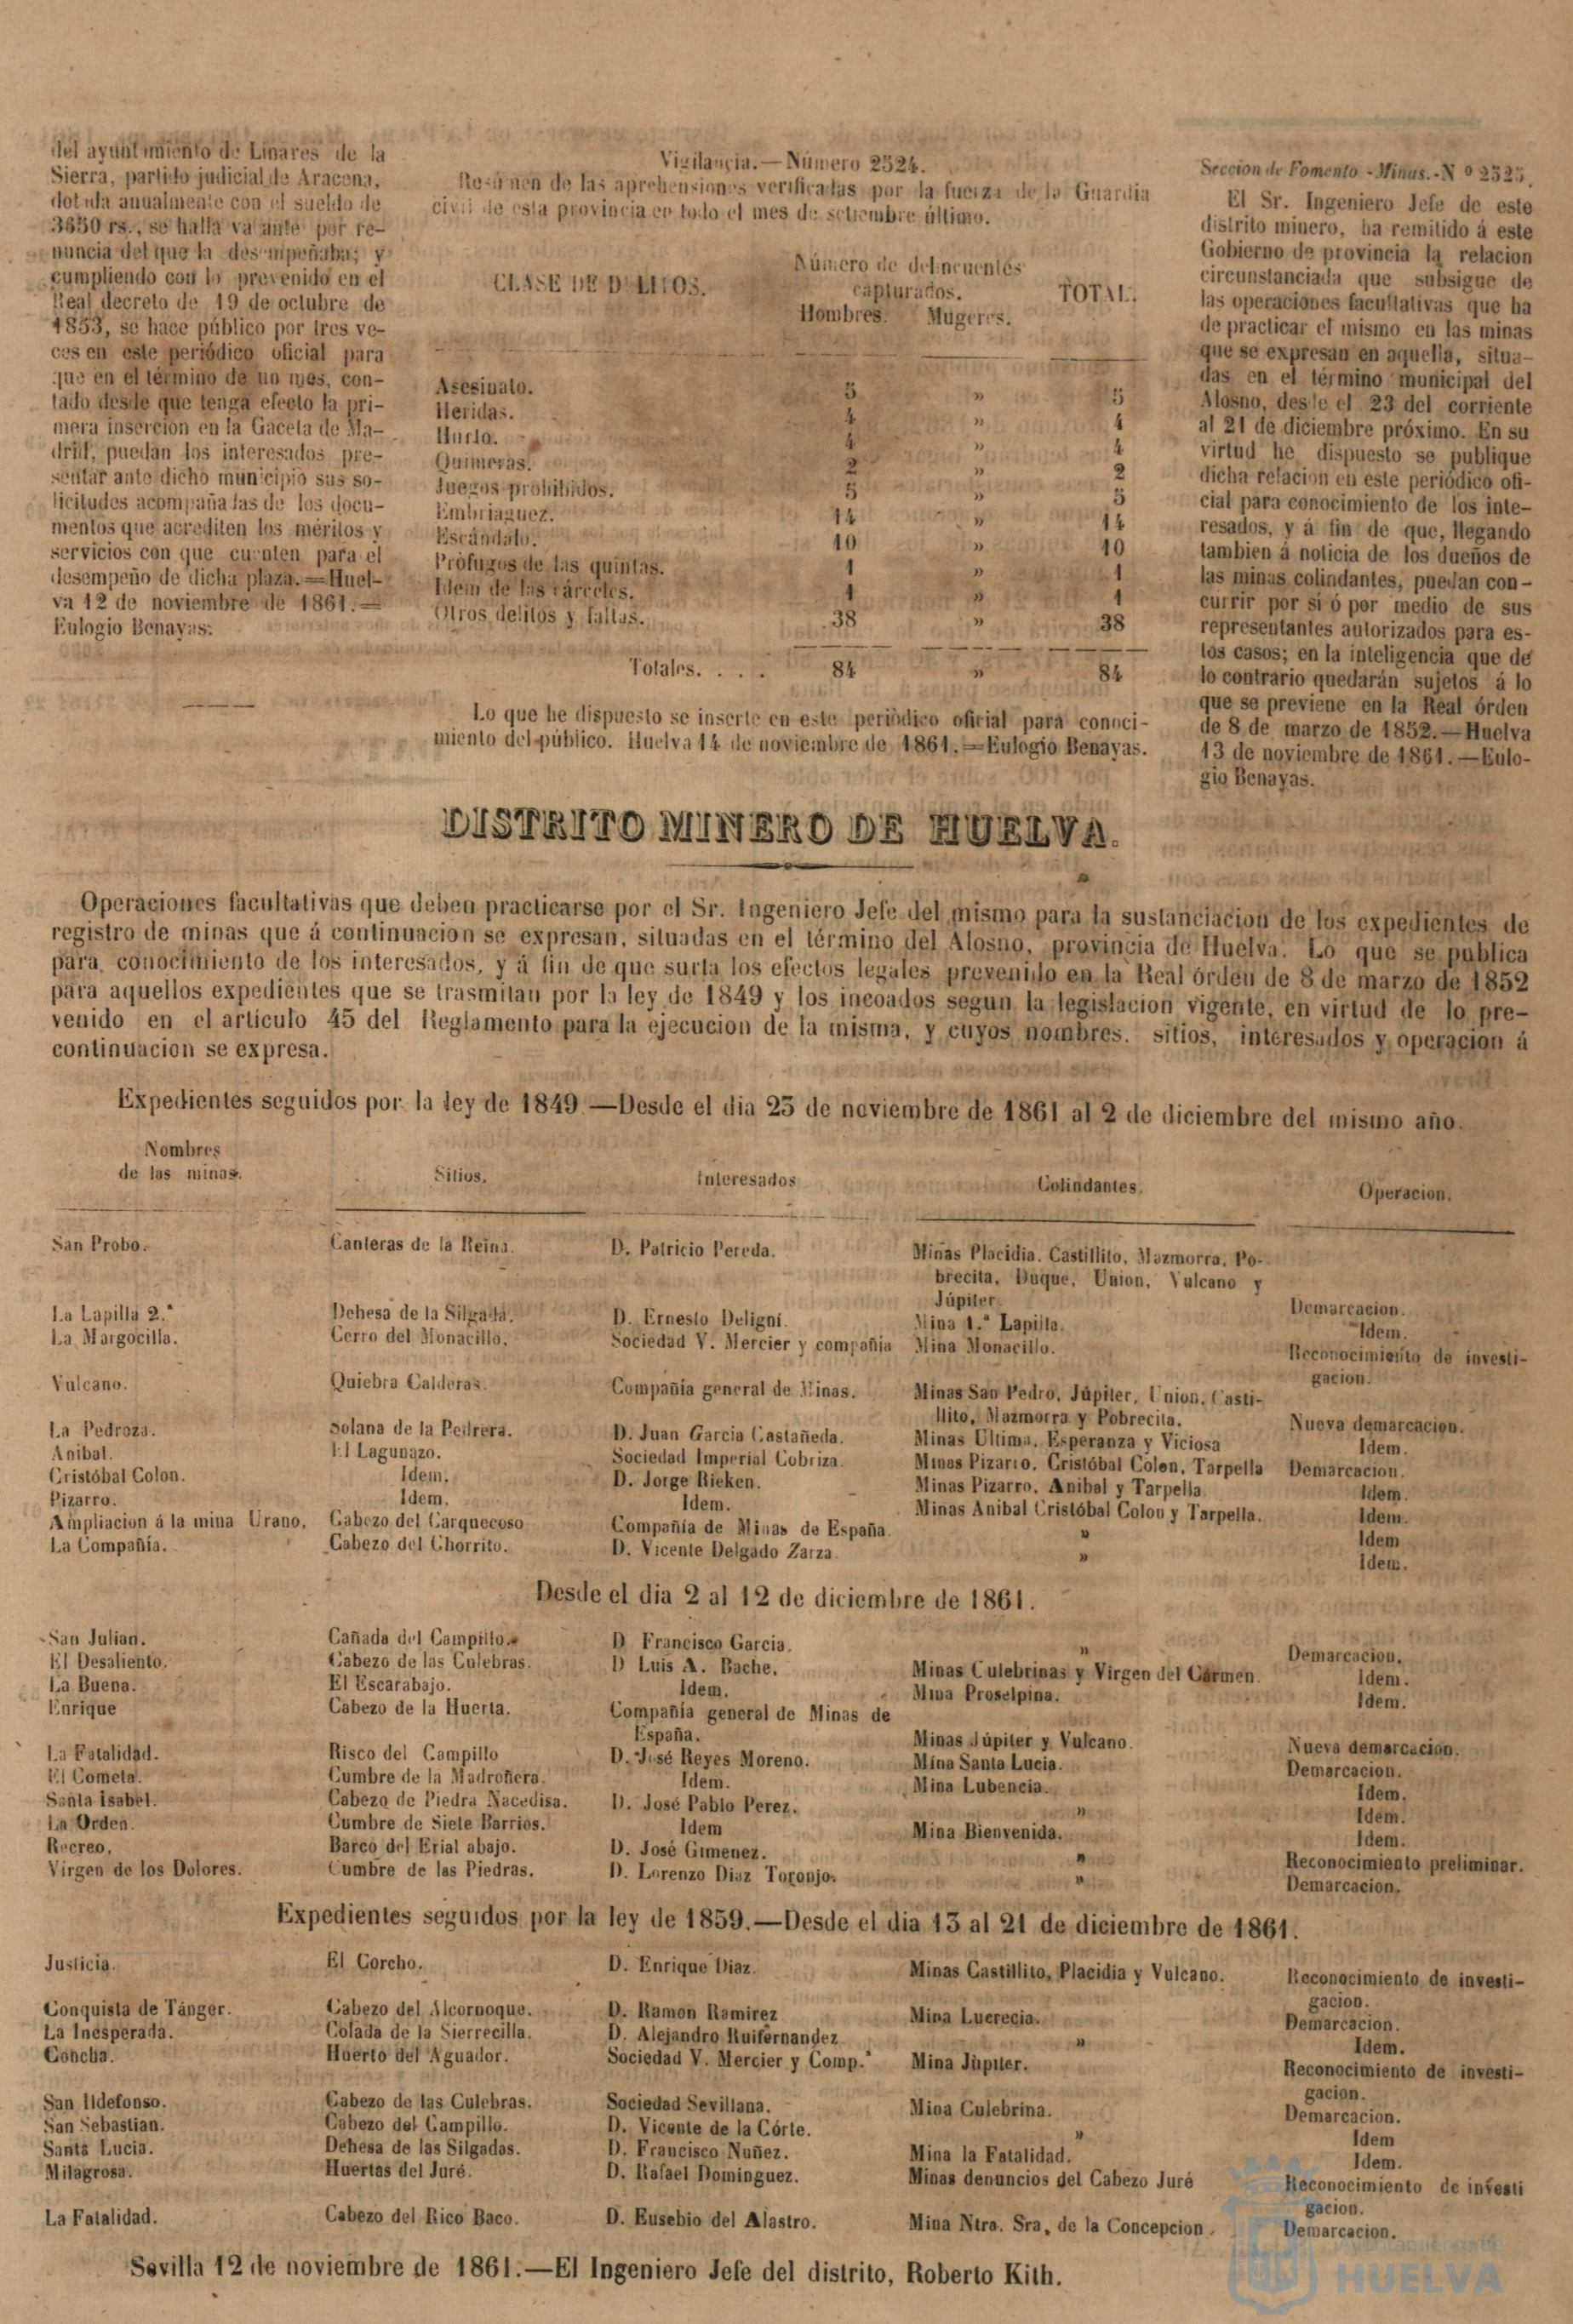 del ayuntamiento de Linares de la
Sierra, partido judicial de Aracena,
dotada anualmente con el sueldo de
3650 rs., se halla vacante por re-
nuncia del que la desempeñaba; y
cumpliendo con lo prevenido en el
Real decreto de 19 de octubre de
1853, se hace público por tres ve-
ces en este periódico oficial para
que en el término de un mes, con-
tado desde que tenga efecto la pri-
mera insercion en la Gaceta de Ma-
drid, puedan los interesados pre-
sentar ante dicho municipio sus so-
licitudes acompañadas de los docu-
mentos que acrediten los méritos y
servicios con que cuenten para el
desempeño de dicha plaza.=Huel-
va 12 de noviembre de 1861.=
Eulogio Benayas.
Vigilancia.—Número 2524.
Resúmen de las aprehensiones verificadas por la fuerza de la Guardia
civil de esta provincia en todo el mes de setiembre último.
CLASE DE DELITOS. Número de delincuentes capturados. TOTAL.
Hombres. Mugeres.
Asesinato. 5 » 5
Heridas. 4 » 4
Hurto. 4 » 4
Quimeras. 2 » 2
Juegos prohibidos. 5 » 5
Embriaguez. 14 » 14
Escándalo. 10 » 10
Prófugos de las quintas. 1 » 1
Idem de las cárceles. 1 » 1
Otros delitos y faltas. 38 » 38
Totales. . . . 84 » 84
Lo que he dispuesto se inserte en este periódico oficial para conoci-
miento del público. Huelva 14 de noviembre de 1861.=Eulogio Benayas.
Seccion de Fomento.-Minas.-N.º 2525.
El Sr. Ingeniero Jefe de este
distrito minero, ha remitido á este
Gobierno de provincia la relacion
circunstanciada que subsigue de
las operaciones facultativas que ha
de practicar el mismo en las minas
que se expresan en aquella, situa-
das en el término municipal del
Alosno, desde el 23 del corriente
al 21 de diciembre próximo. En su
virtud he dispuesto se publique
dicha relacion en este periódico ofi-
cial para conocimiento de los inte-
resados, y á fin de que, llegando
tambien á noticia de los dueños de
las minas colindantes, puedan con-
currir por sí ó por medio de sus
representantes autorizados para es-
tos casos; en la inteligencia que de
lo contrario quedarán sujetos á lo
que se previene en la Real órden
de 8 de marzo de 1852.—Huelva
13 de noviembre de 1861.—Eulo-
gio Benayas.
DISTRITO MINERO DE HUELVA.
Operaciones facultativas que deben practicarse por el Sr. Ingeniero Jefe del mismo para la sustanciacion de los expedientes de
registro de minas que á continuacion se expresan, situadas en el término del Alosno, provincia de Huelva. Lo que se publica
para conocimiento de los interesados, y á fin de que surta los efectos legales prevenido en la Real órden de 8 de marzo de 1852
para aquellos expedientes que se trasmitan por la ley de 1849 y los incoados segun la legislacion vigente, en virtud de lo pre-
venido en el artículo 45 del Reglamento para la ejecucion de la misma, y cuyos nombres. sitios, interesados y operacion á
continuacion se expresa.
Expedientes seguidos por la ley de 1849.—Desde el dia 23 de noviembre de 1861 al 2 de diciembre del mismo año.
Nombres
de las minas. Sitios. Interesados Colindantes. Operacion.
San Probo. Canteras de la Reina. D. Patricio Pereda. Minas Placidia. Castillito, Mazmorra, Po-
brecita, Duque, Union, Vulcano y
Júpiter. Demarcacion.
La Lapilla 2.ª Dehesa de la Silgada. D. Ernesto Deligní. Mina 1.ª Lapilla. Idem.
La Margocilla. Cerro del Monacillo. Sociedad V. Mercier y compañía Mina Monacillo. Reconocimiento de investi-
gacion.
Vulcano. Quiebra Calderas. Compañía general de Minas. Minas San Pedro, Júpiter, Union, Casti-
llito, Mazmorra y Pobrecita. Nueva demarcacion.
La Pedroza. Solana de la Pedrera. D. Juan Garcia Castañeda. Minas Ultima, Esperanza y Viciosa Idem.
Anibal. El Lagunazo. Sociedad Imperial Cobriza. Minas Pizarro, Cristóbal Colon, Tarpella Demarcacion.
Cristóbal Colon. Idem. D. Jorge Rieken. Minas Pizarro, Anibal y Tarpella Idem.
Pizarro. Idem. Idem. Minas Anibal Cristóbal Colon y Tarpella. Idem.
Ampliacion á la mina Urano, Cabezo del Carquecoso Compañía de Minas de España. » Idem
La Compañía. Cabezo del Chorrito. D. Vicente Delgado Zarza. » Idem.
Desde el dia 2 al 12 de diciembre de 1861.
San Julian. Cañada del Campillo. D Francisco Garcia. » Demarcacion.
El Desaliento. Cabezo de las Culebras. D Luis A. Bache. Minas Culebrinas y Virgen del Cármen. Idem.
La Buena. El Escarabajo. Idem. Mina Proselpina. Idem.
Enrique Cabezo de la Huerta. Compañía general de Minas de
España. Minas Júpiter y Vulcano. Nueva demarcacion.
La Fatalidad. Risco del Campillo D. José Reyes Moreno. Mina Santa Lucia. Demarcacion.
El Cometa. Cumbre de la Madroñera. Idem. Mina Lubencia. Idem.
Santa Isabel. Cabezo de Piedra Nacedisa. D. José Pablo Perez. » Idem.
La Orden. Cumbre de Siete Barrios. Idem Mina Bienvenida. Idem.
Recreo. Barco del Erial abajo. D. José Gimenez. » Reconocimiento preliminar.
Virgen de los Dolores. Cumbre de las Piedras. D. Lorenzo Diaz Toronjo. » Demarcacion.
Expedientes seguidos por la ley de 1859.—Desde el dia 13 al 21 de diciembre de 1861.
Justicia. El Corcho. D. Enrique Diaz. Minas Castillito, Placidia y Vulcano. Reconocimiento de investi-
gacion.
Conquista de Tánger. Cabezo del Alcornoque. D. Ramon Ramirez Mina Lucrecia. Demarcacion.
La Inesperada. Colada de la Sierrecilla. D. Alejandro Ruifernandez » Idem.
Concha. Huerto del Aguador. Sociedad V. Mercier y Comp.ª Mina Jùpiter. Reconocimiento de investi-
gacion.
San Ildefonso. Cabezo de las Culebras. Sociedad Sevillana. Mina Culebrina. Demarcacion.
San Sebastian. Cabezo del Campillo. D. Vicente de la Córte. » Idem
Santa Lucia. Dehesa de las Silgadas. D. Francisco Nuñez. Mina la Fatalidad. Idem.
Milagrosa. Huertas del Juré. D. Rafael Dominguez. Minas denuncios del Cabezo Juré Reconocimiento de investi
gacion.
La Fatalidad. Cabezo del Rico Baco. D. Eusebio del Alastro. Mina Ntra. Sra. de la Concepcion. Demarcacion.
Sevilla 12 de noviembre de 1861.—El Ingeniero Jefe del distrito, Roberto Kith.
Ayuntamiento de
HUELVA